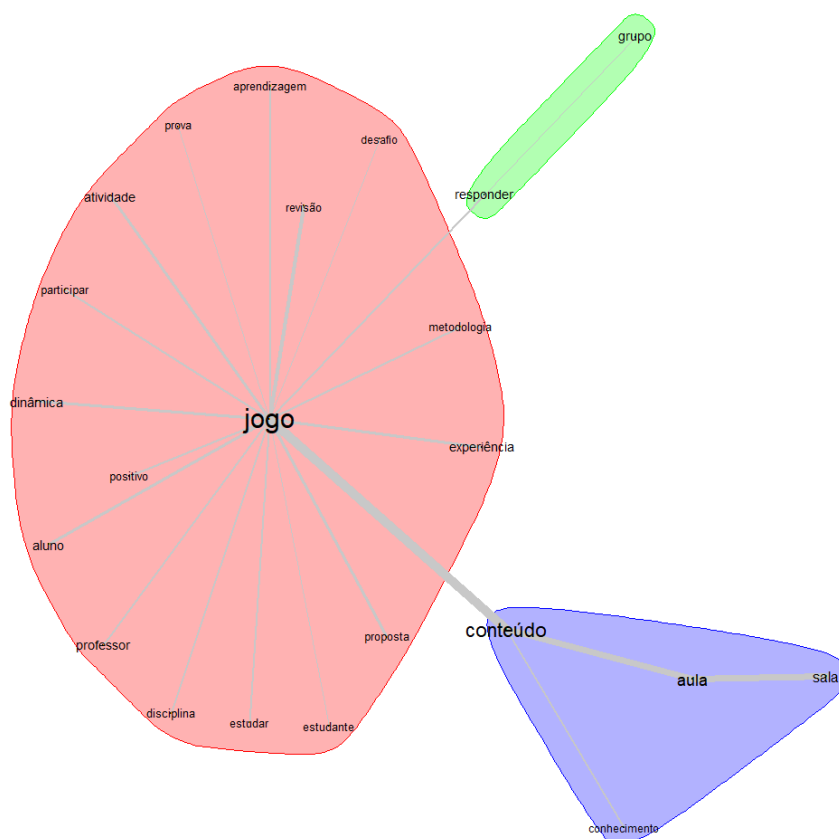 grupo
aprendizagem
prova
desafio
responder
atividade
revisão
participar
metodologia
dinâmica
jogo
experiência
positivo
aluno
conteúdo
proposta
professor
aula
sala
disciplina
estudar
estudante
conhecimento